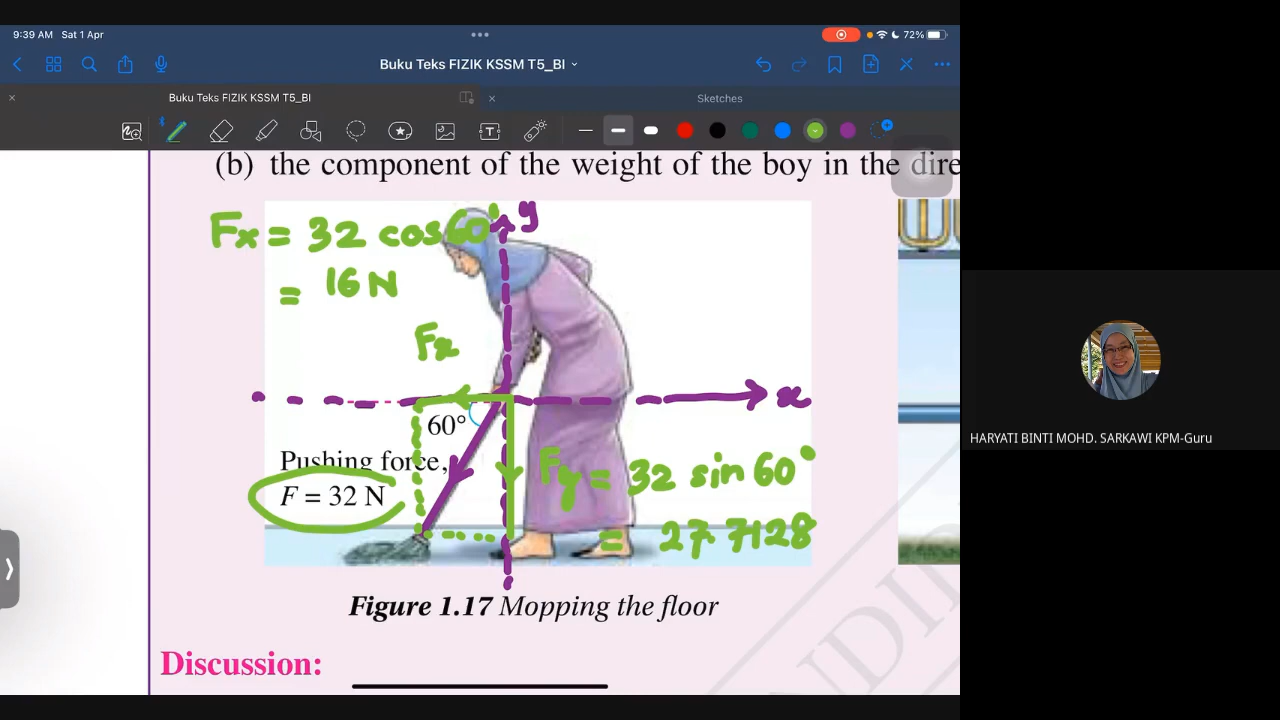 9:39 AM Sat 1 Apr
72%
Buku Teks FIZIK KSSM T5_BI
Buku Teks FIZIK KSSM T5_BI
Sketches
(b) the component of the weight of the boy in the dire
Fx = 32 cos 60°
= 16 N
y
Fx
x
60°
Pushing force,
F = 32 N
Fy = 32 sin 60°
= 27.7128
Figure 1.17 Mopping the floor
Discussion:
HARYATI BINTI MOHD. SARKAWI KPM-Guru